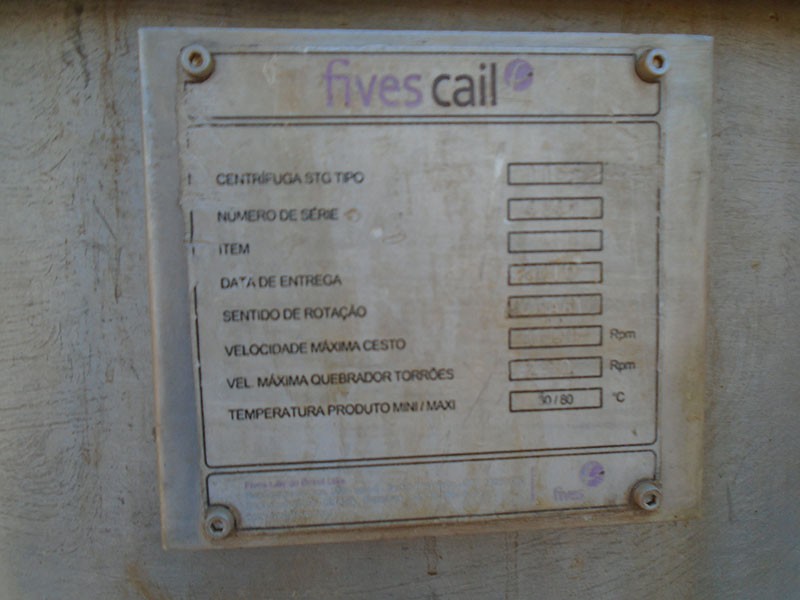 fives cail
CENTRÍFUGA STG TIPO
NÚMERO DE SÉRIE
ITEM
DATA DE ENTREGA
SENTIDO DE ROTAÇÃO
VELOCIDADE MÁXIMA CESTO Rpm
VEL. MÁXIMA QUEBRADOR TORRÕES Rpm
TEMPERATURA PRODUTO MINI / MAXI /80 °C
fives